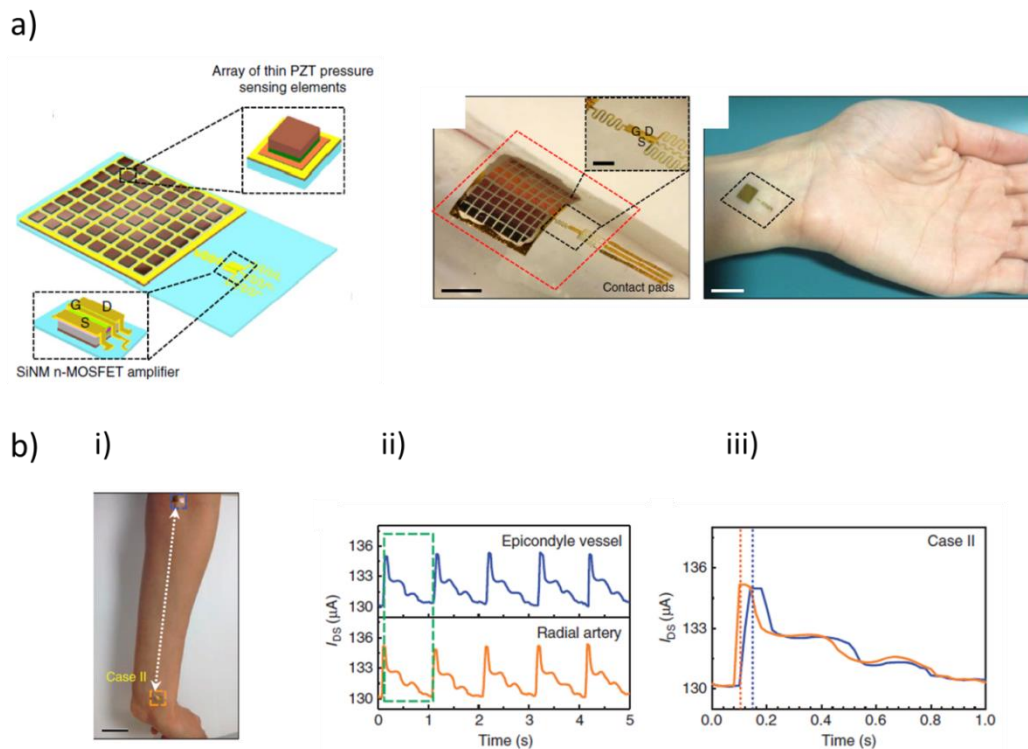 a)
Array of thin PZT pressure
sensing elements
G D
S
SiNM n-MOSFET amplifier
G D
S
Contact pads
b)
i)
Case II
ii)
Epicondyle vessel
Radial artery
136
133
130
136
133
130
I_DS (µA)
0 1 2 3 4 5
Time (s)
iii)
Case II
136
133
130
I_DS (µA)
0.0 0.2 0.4 0.6 0.8 1.0
Time (s)